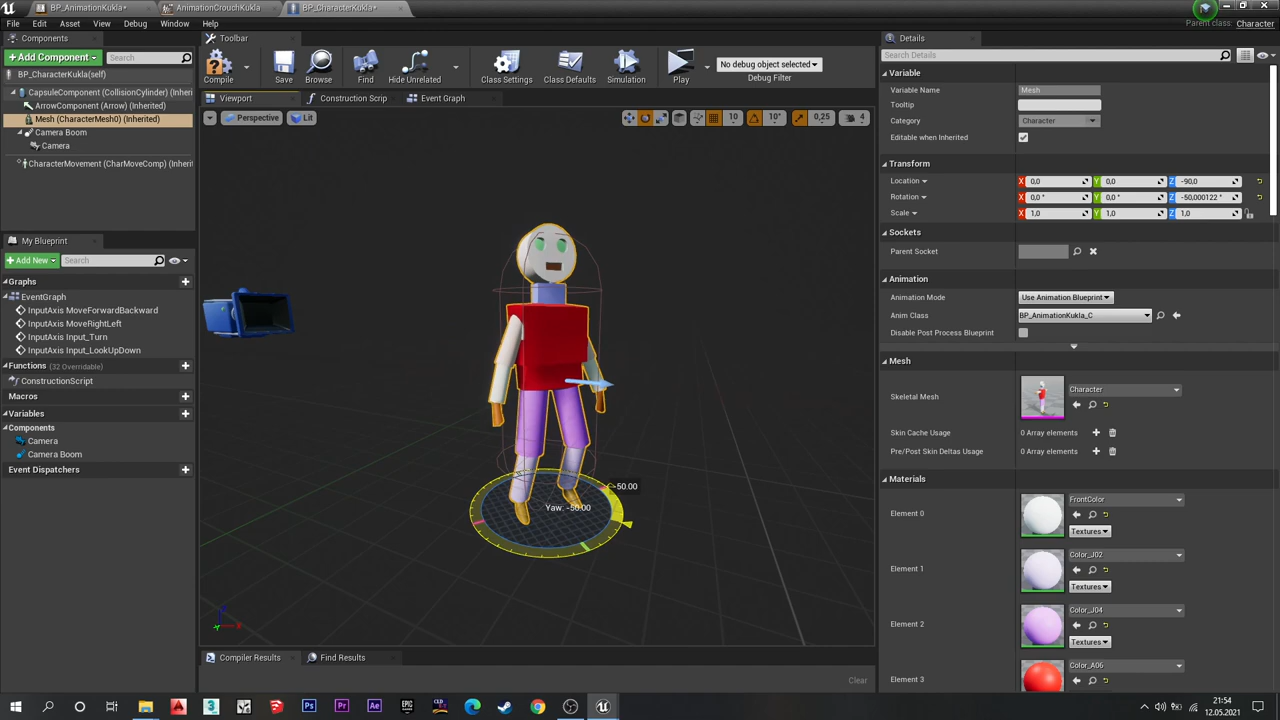 BP_AnimationKukla*
AnimationCrouchKukla
BP_CharacterKukla*
File
Edit
Asset
View
Debug
Window
Help
Parent class: Character
Components
Add Component
Search
BP_CharacterKukla(self)
CapsuleComponent (CollisionCylinder) (Inheri
ArrowComponent (Arrow) (Inherited)
Mesh (CharacterMesh0) (Inherited)
Camera Boom
Camera
CharacterMovement (CharMoveComp) (Inherit
My Blueprint
Add New
Search
Graphs
EventGraph
InputAxis MoveForwardBackward
InputAxis MoveRightLeft
InputAxis Input_Turn
InputAxis Input_LookUpDown
Functions (32 Overridable)
ConstructionScript
Macros
Variables
Components
Camera
Camera Boom
Event Dispatchers
Toolbar
Compile
Save
Browse
Find
Hide Unrelated
Class Settings
Class Defaults
Simulation
Play
No debug object selected
Debug Filter
Viewport
Construction Scrip
Event Graph
Perspective
Lit
10
10°
0,25
4
-50.00
Yaw: -50.00
Compiler Results
Find Results
Clear
Details
Search Details
Variable
Variable Name
Mesh
Tooltip
Category
Character
Editable when Inherited
Transform
Location
X 0,0
Y 0,0
Z -90,0
Rotation
X 0,0 °
Y 0,0 °
Z -50,000122 °
Scale
X 1,0
Y 1,0
Z 1,0
Sockets
Parent Socket
Animation
Animation Mode
Use Animation Blueprint
Anim Class
BP_AnimationKukla_C
Disable Post Process Blueprint
Mesh
Skeletal Mesh
Character
Skin Cache Usage
0 Array elements
Pre/Post Skin Deltas Usage
0 Array elements
Materials
Element 0
FrontColor
Textures
Element 1
Color_J02
Textures
Element 2
Color_J04
Textures
Element 3
Color_A06
21:54
12.05.2021